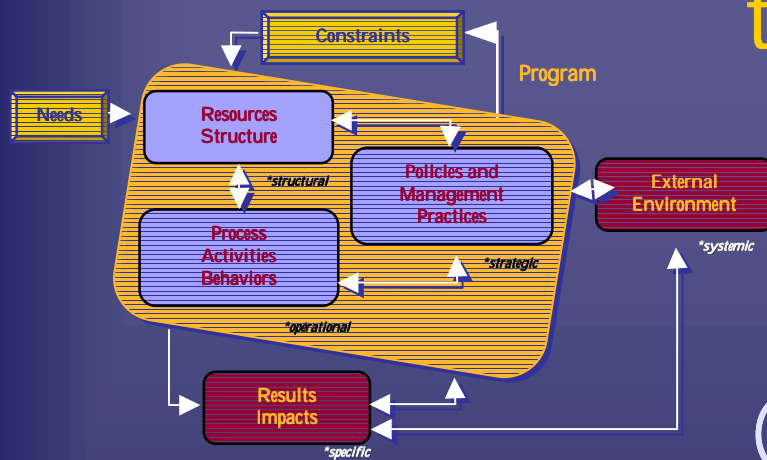 t
Constraints
Program
Needs
Resources
Structure
Policies and
Management
Practices
External
Environment
*structural
Process
Activities
Behaviors
*systemic
*strategic
*operational
Results
Impacts
*specific